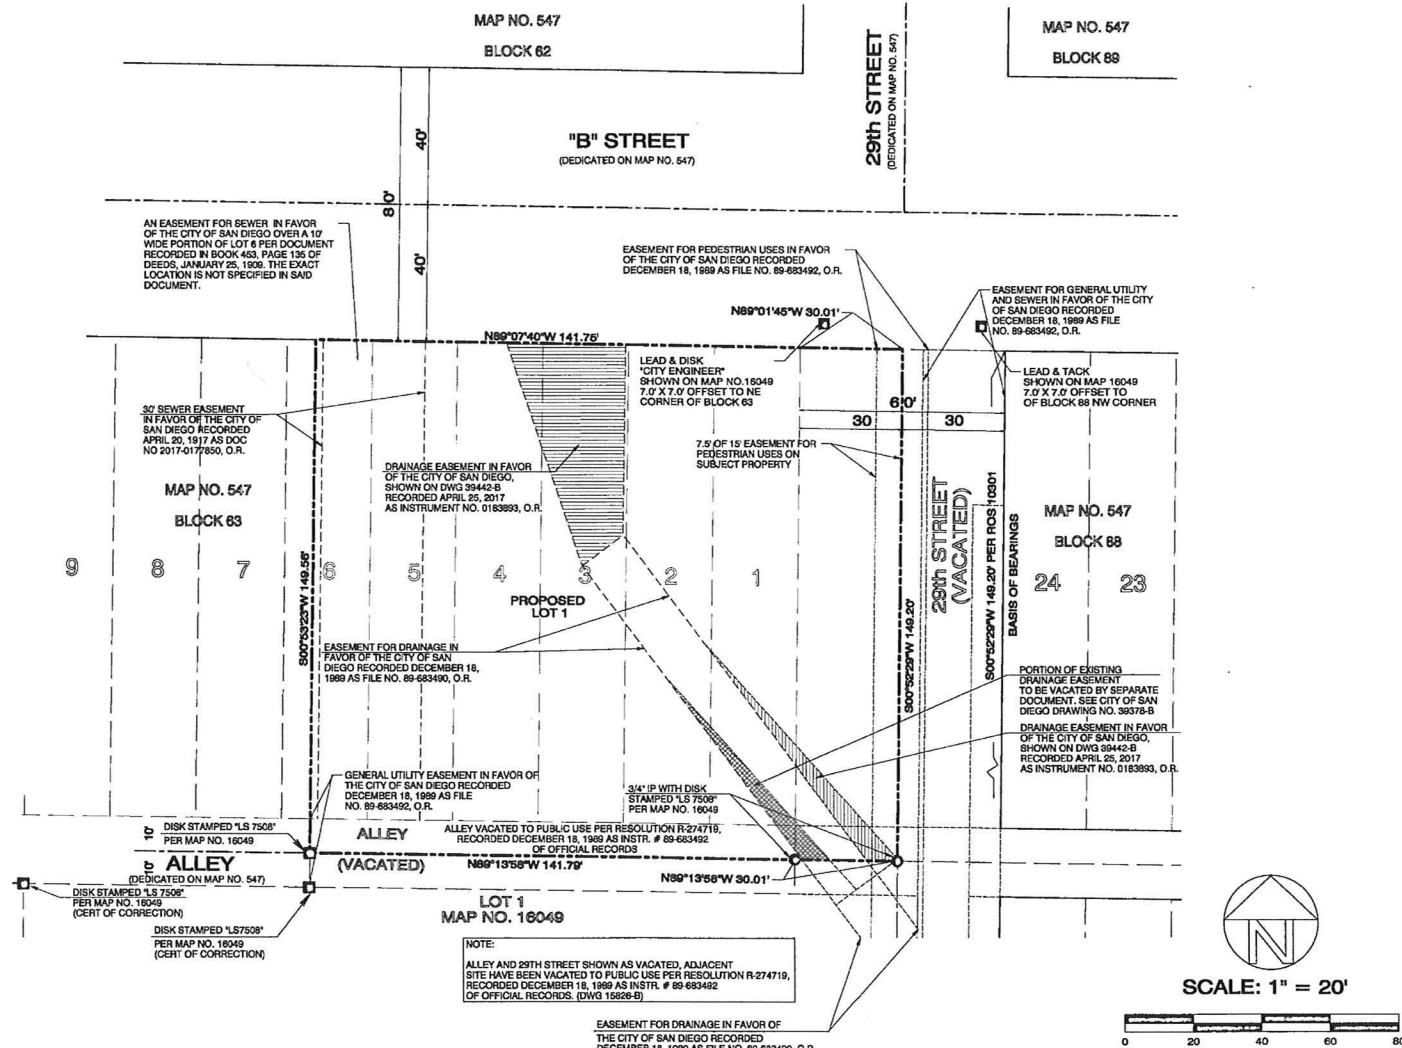 MAP NO. 547
BLOCK 62
29th STREET
(DEDICATED ON MAP NO. 547)
MAP NO. 547
BLOCK 89
"B" STREET
(DEDICATED ON MAP NO. 547)
40'
80'
40'
AN EASEMENT FOR SEWER IN FAVOR
OF THE CITY OF SAN DIEGO OVER A 10'
WIDE PORTION OF LOT 6 PER DOCUMENT
RECORDED IN BOOK 453, PAGE 135 OF
DEEDS, JANUARY 25, 1909. THE EXACT
LOCATION IS NOT SPECIFIED IN SAID
DOCUMENT.
EASEMENT FOR PEDESTRIAN USES IN FAVOR
OF THE CITY OF SAN DIEGO RECORDED
DECEMBER 18, 1989 AS FILE NO. 89-683492, O.R.
EASEMENT FOR GENERAL UTILITY
AND SEWER IN FAVOR OF THE CITY
OF SAN DIEGO RECORDED
DECEMBER 18, 1989 AS FILE
NO. 89-683492, O.R.
N89°01'45"W 30.01'
N89°07'40"W 141.75'
LEAD & DISK
"CITY ENGINEER"
SHOWN ON MAP NO.16049
7.0' X 7.0' OFFSET TO NE
CORNER OF BLOCK 63
LEAD & TACK
SHOWN ON MAP 16049
7.0' X 7.0' OFFSET TO
OF BLOCK 88 NW CORNER
60'
30
30
30' SEWER EASEMENT
IN FAVOR OF THE CITY OF
SAN DIEGO RECORDED
APRIL 20, 1917 AS DOC
NO 2017-0177650, O.R.
7.5' OF 15' EASEMENT FOR
PEDESTRIAN USES ON
SUBJECT PROPERTY
DRAINAGE EASEMENT IN FAVOR
OF THE CITY OF SAN DIEGO,
SHOWN ON DWG 39442-B
RECORDED APRIL 25, 2017
AS INSTRUMENT NO. 0183893, O.R.
MAP NO. 547
BLOCK 63
29th STREET
(VACATED)
S00°52'29"W 149.20' PER ROS 10301
BASIS OF BEARINGS
MAP NO. 547
BLOCK 88
9
8
7
6
5
4
3
2
1
24
23
PROPOSED
LOT 1
S00°53'23"W 149.56'
S00°52'29"W 149.20'
EASEMENT FOR DRAINAGE IN
FAVOR OF THE CITY OF SAN
DIEGO RECORDED DECEMBER 18,
1989 AS FILE NO. 89-683490, O.R.
PORTION OF EXISTING
DRAINAGE EASEMENT
TO BE VACATED BY SEPARATE
DOCUMENT. SEE CITY OF SAN
DIEGO DRAWING NO. 39378-B
DRAINAGE EASEMENT IN FAVOR
OF THE CITY OF SAN DIEGO,
SHOWN ON DWG 39442-B
RECORDED APRIL 25, 2017
AS INSTRUMENT NO. 0183893, O.R.
GENERAL UTILITY EASEMENT IN FAVOR OF
THE CITY OF SAN DIEGO RECORDED
DECEMBER 18, 1989 AS FILE
NO. 89-683492, O.R.
3/4" IP WITH DISK
STAMPED "LS 7508"
PER MAP NO. 16049
10'
DISK STAMPED "LS 7508"
PER MAP NO. 16049
ALLEY
ALLEY VACATED TO PUBLIC USE PER RESOLUTION R-274719,
RECORDED DECEMBER 18, 1989 AS INSTR. # 89-683492
OF OFFICIAL RECORDS
10'
ALLEY
(DEDICATED ON MAP NO. 547)
(VACATED)
N89°13'58"W 141.79'
N89°13'58"W 30.01'
DISK STAMPED "LS 7508"
PER MAP NO. 16049
(CERT OF CORRECTION)
LOT 1
MAP NO. 16049
DISK STAMPED "LS7508"
PER MAP NO. 16049
(CERT OF CORRECTION)
NOTE:
ALLEY AND 29TH STREET SHOWN AS VACATED, ADJACENT
SITE HAVE BEEN VACATED TO PUBLIC USE PER RESOLUTION R-274719,
RECORDED DECEMBER 18, 1989 AS INSTR. # 89-683492
OF OFFICIAL RECORDS. (DWG 15826-B)
N
SCALE: 1" = 20'
0 20 40 60 80
EASEMENT FOR DRAINAGE IN FAVOR OF
THE CITY OF SAN DIEGO RECORDED
DECEMBER 18, 1989 AS FILE NO. 89-683490, O.R.